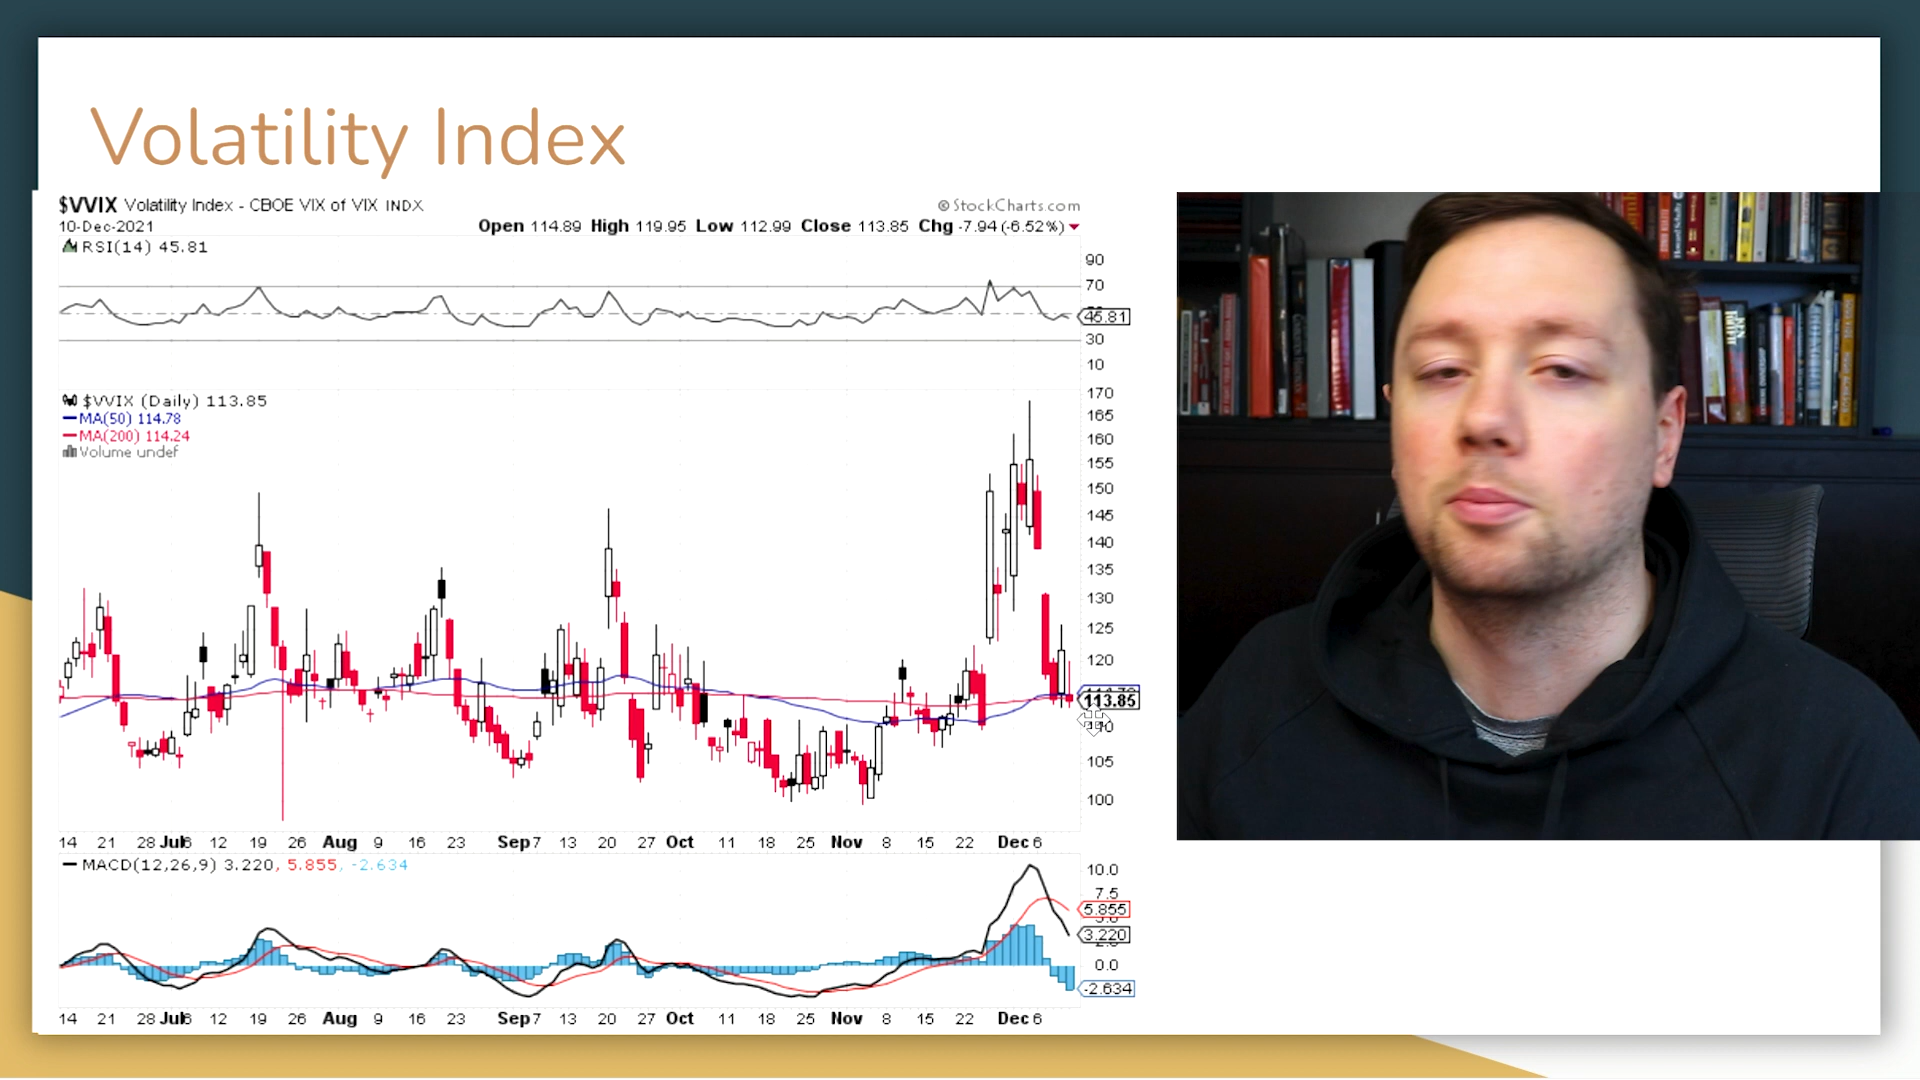 Volatility Index
$VVIX Volatility Index - CBOE VIX of VIX INDX
© StockCharts.com
10-Dec-2021
Open 114.89 High 119.95 Low 112.99 Close 113.85 Chg -7.94 (-6.52%)
RSI(14) 45.81
90
70
45.81
30
10
$VVIX (Daily) 113.85
MA(50) 114.78
MA(200) 114.24
Volume undef
170
165
160
155
150
145
140
135
130
125
120
113.85
105
100
14 21 28 Jul 6 12 19 26 Aug 9 16 23 Sep 7 13 20 27 Oct 11 18 25 Nov 8 15 22 Dec 6
MACD(12,26,9) 3.220, 5.855, -2.634
10.0
7.5
5.855
3.220
0.0
-2.634
14 21 28 Jul 6 12 19 26 Aug 9 16 23 Sep 7 13 20 27 Oct 11 18 25 Nov 8 15 22 Dec 6